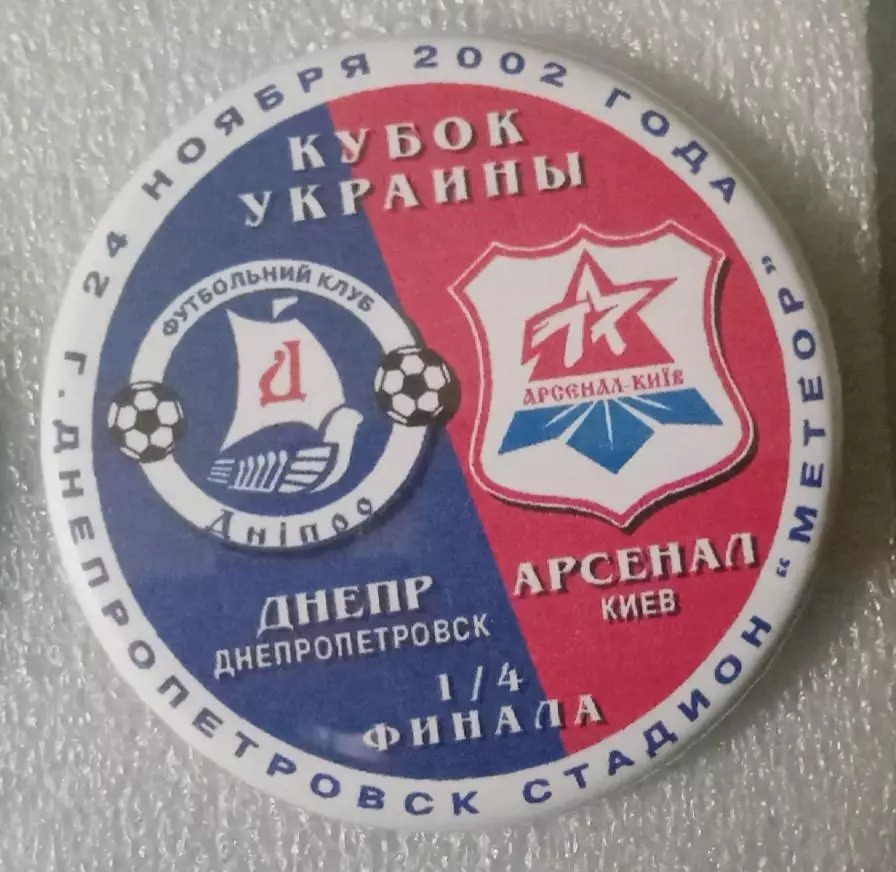 24 НОЯБРЯ 2002 ГОДА
Г. ДНЕПРОПЕТРОВСК СТАДИОН "МЕТЕОР"
КУБОК
УКРАИНЫ
ФУТБОЛЬНИЙ КЛУБ
Д
Дніпро
АК
АРСЕНАЛ-КИЇВ
ДНЕПР
ДНЕПРОПЕТРОВСК
АРСЕНАЛ
КИЕВ
1/4
ФИНАЛА